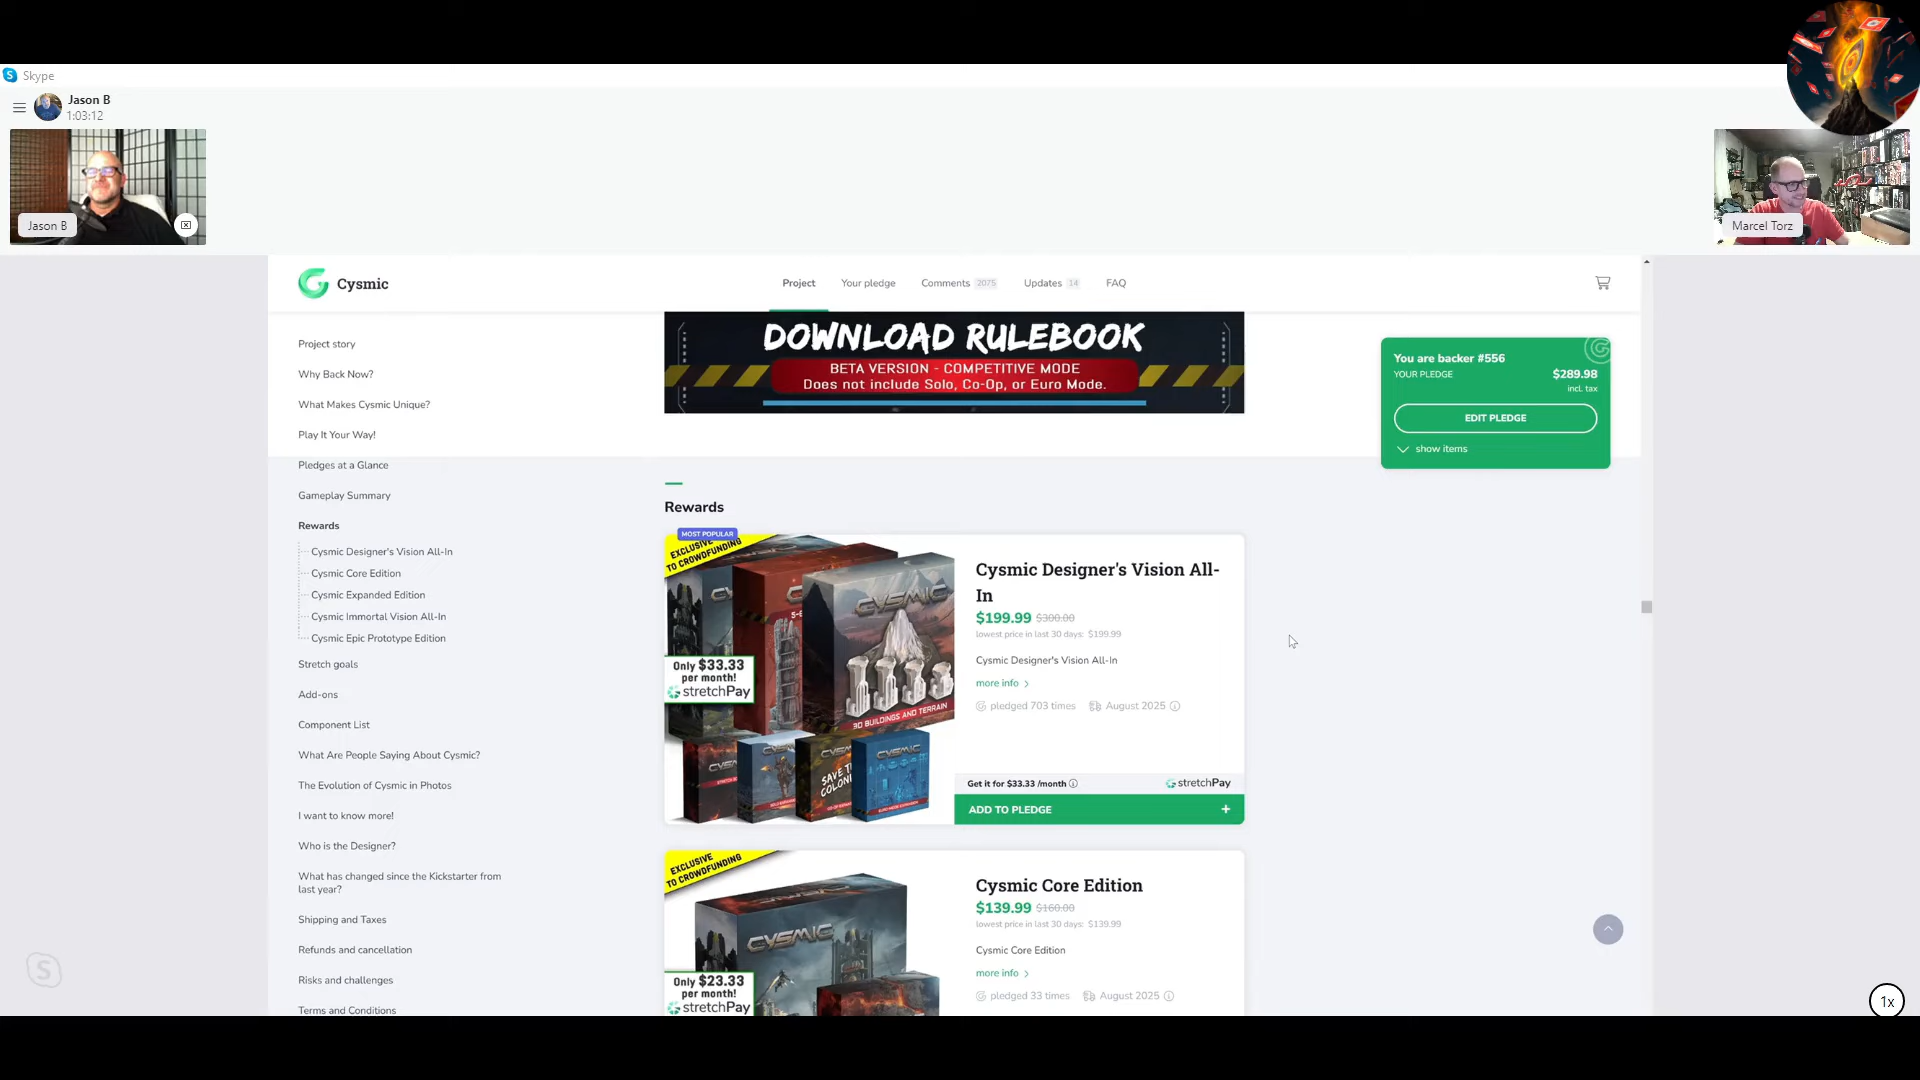 Skype
Jason B
1:03:12
Jason B
Marcel Torz
Cysmic
Project
Your pledge
Comments 2075
Updates 14
FAQ
Project story
Why Back Now?
What Makes Cysmic Unique?
Play It Your Way!
Pledges at a Glance
Gameplay Summary
Rewards
Cysmic Designer's Vision All-In
Cysmic Core Edition
Cysmic Expanded Edition
Cysmic Immortal Vision All-In
Cysmic Epic Prototype Edition
Stretch goals
Add-ons
Component List
What Are People Saying About Cysmic?
The Evolution of Cysmic in Photos
I want to know more!
Who is the Designer?
What has changed since the Kickstarter from
last year?
Shipping and Taxes
Refunds and cancellation
Risks and challenges
Terms and Conditions
DOWNLOAD RULEBOOK
BETA VERSION - COMPETITIVE MODE
Does not include Solo, Co-Op, or Euro Mode.
You are backer #556
YOUR PLEDGE $289.98
incl. tax
EDIT PLEDGE
show items
Rewards
MOST POPULAR
EXCLUSIVE
TO CROWDFUNDING
CYSMIC
3D BUILDINGS AND TERRAIN
Only $33.33
per month!
stretchPay
Cysmic Designer's Vision All-
In
$199.99 $300.00
lowest price in last 30 days: $199.99
Cysmic Designer's Vision All-In
more info
pledged 703 times August 2025
Get it for $33.33 /month stretchPay
ADD TO PLEDGE +
EXCLUSIVE
TO CROWDFUNDING
CYSMIC
Only $23.33
per month!
stretchPay
Cysmic Core Edition
$139.99 $160.00
lowest price in last 30 days: $139.99
Cysmic Core Edition
more info
pledged 33 times August 2025
1x